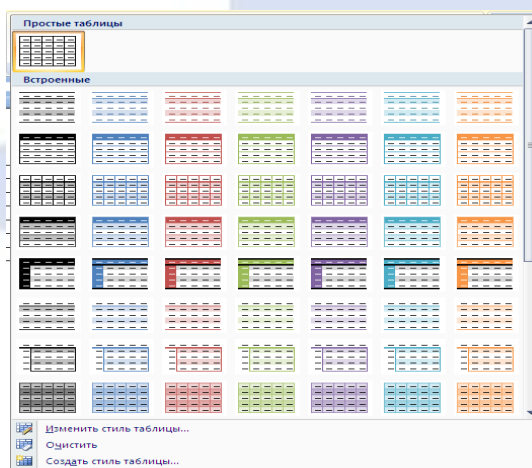 Простые таблицы
Встроенные
Изменить стиль таблицы...
Очистить
Создать стиль таблицы...